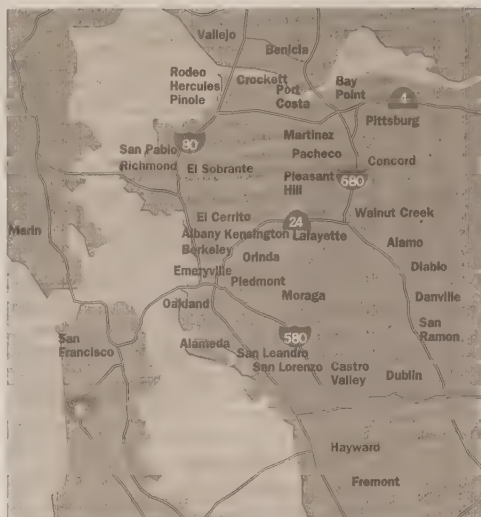 Vallejo
Benicia
Rodeo
Hercules
Pinole
Crockett
Port
Costa
Bay
Point
4
Pittsburg
80
San Pablo
Richmond
El Sobrante
Martinez
Pacheco
Concord
Pleasant
Hill
680
El Cerrito
24
Walnut Creek
Albany Kensington
Lafayette
Marin
Berkeley
Orinda
Alamo
Emeryville
Piedmont
Diablo
Oakland
Moraga
Danville
San
Francisco
580
San
Ramon
Alameda
San Leandro
San Lorenzo
Castro
Valley
Dublin
Hayward
Fremont